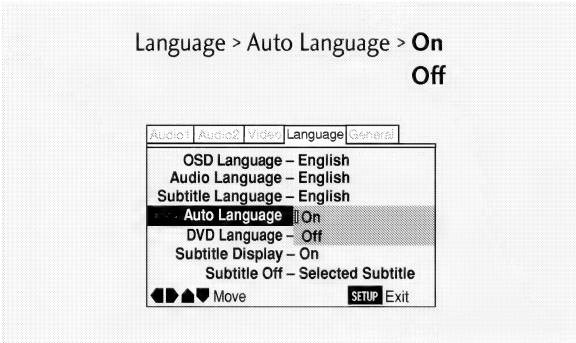 Language > Auto Language > On
Off
Audio1 Audio2 Video Language General
OSD Language – English
Audio Language – English
Subtitle Language – English
Auto Language On
DVD Language – Off
Subtitle Display – On
Subtitle Off – Selected Subtitle
Move SETUP Exit